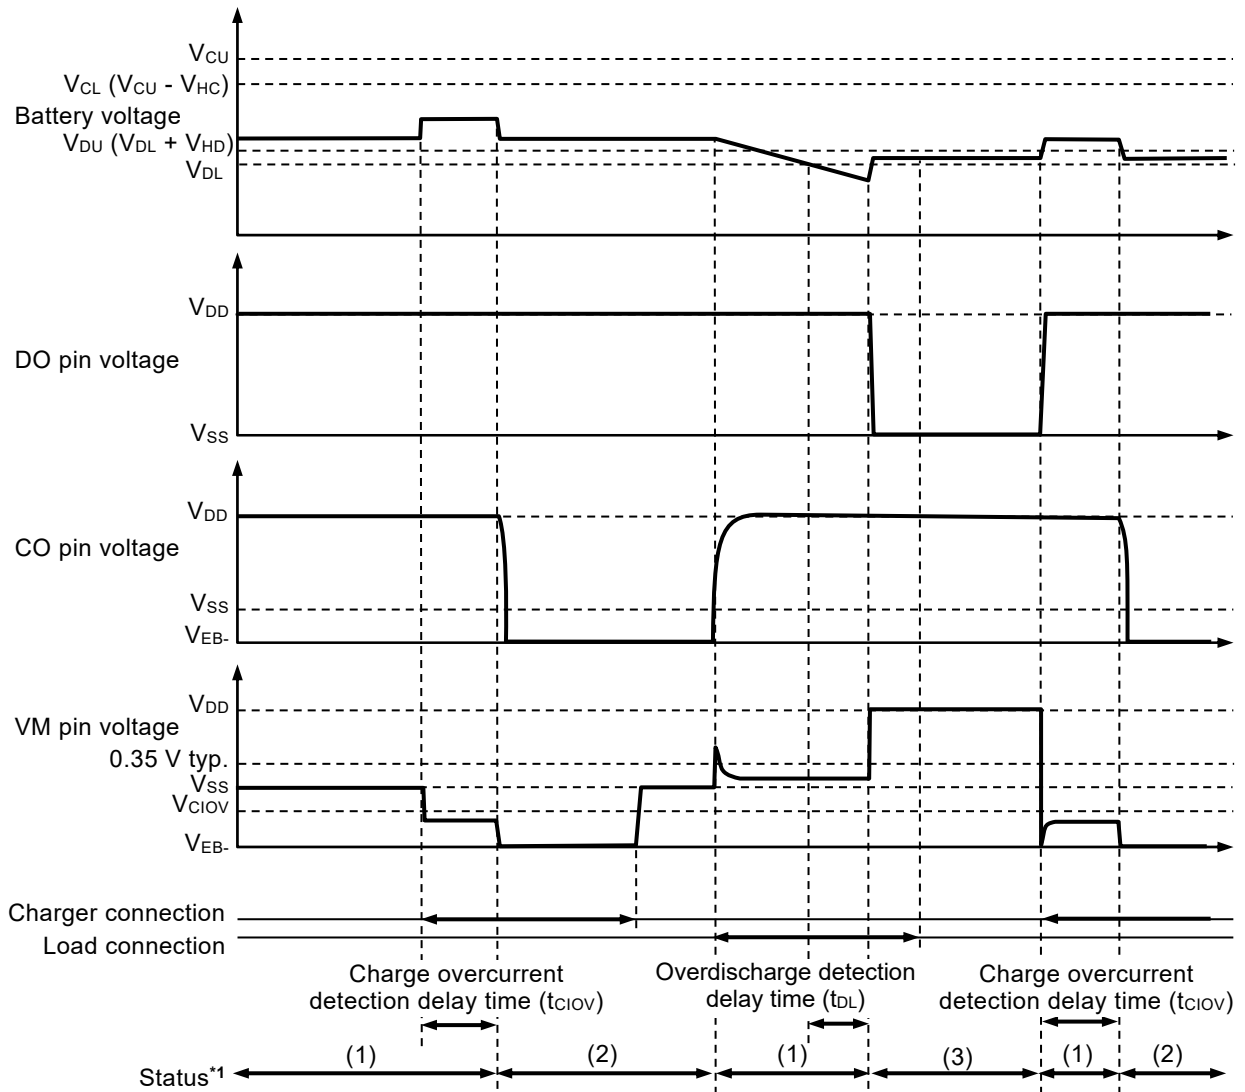 VCU
VCL (VCU - VHC)
Battery voltage
VDU (VDL + VHD)
VDL
VDD
DO pin voltage
VSS
VDD
CO pin voltage
VSS
VEB-
VDD
VM pin voltage
0.35 V typ.
VSS
VCIOV
VEB-
Charger connection
Load connection
Charge overcurrent
detection delay time (tCIOV)
Overdischarge detection
delay time (tDL)
Charge overcurrent
detection delay time (tCIOV)
Status*1
(1)
(2)
(1)
(3)
(1)
(2)